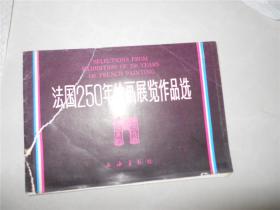 SELECTIONS FROM
EXHIBITION OF 250 YEARS
OF FRENCH PAINTING
法国250年绘画展览作品选